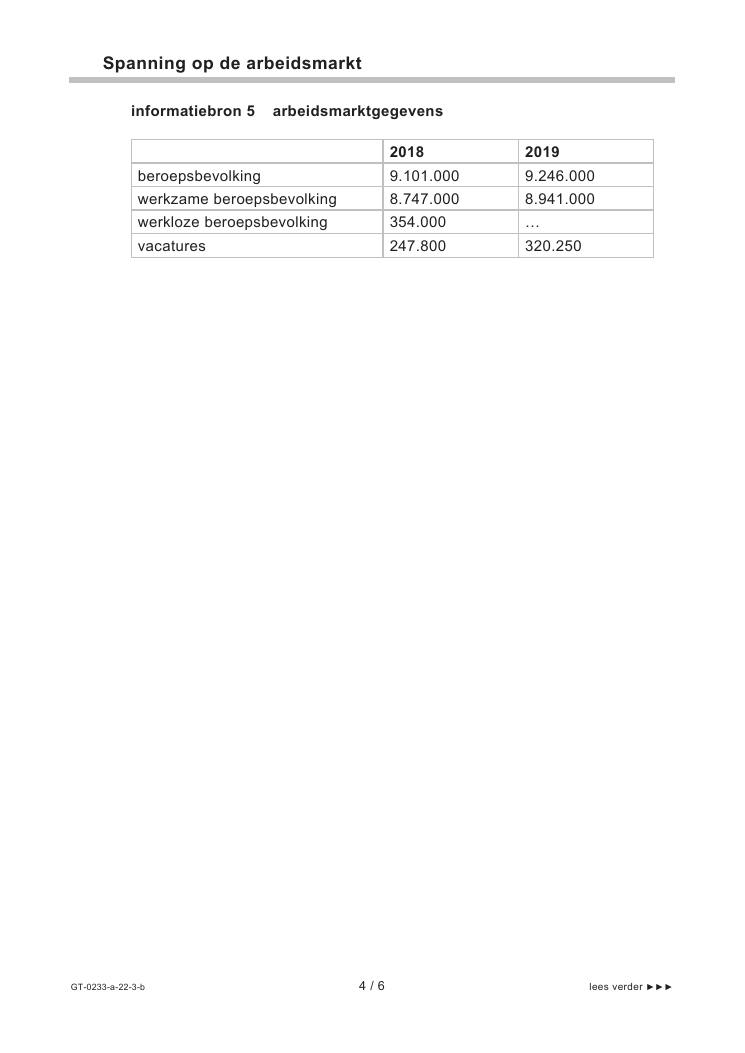 Spanning op de arbeidsmarkt
informatiebron 5 arbeidsmarktgegevens
2018 2019
beroepsbevolking 9.101.000 9.246.000
werkzame beroepsbevolking 8.747.000 8.941.000
werkloze beroepsbevolking 354.000 …
vacatures 247.800 320.250
GT-0233-a-22-3-b 4 / 6 lees verder ►►►